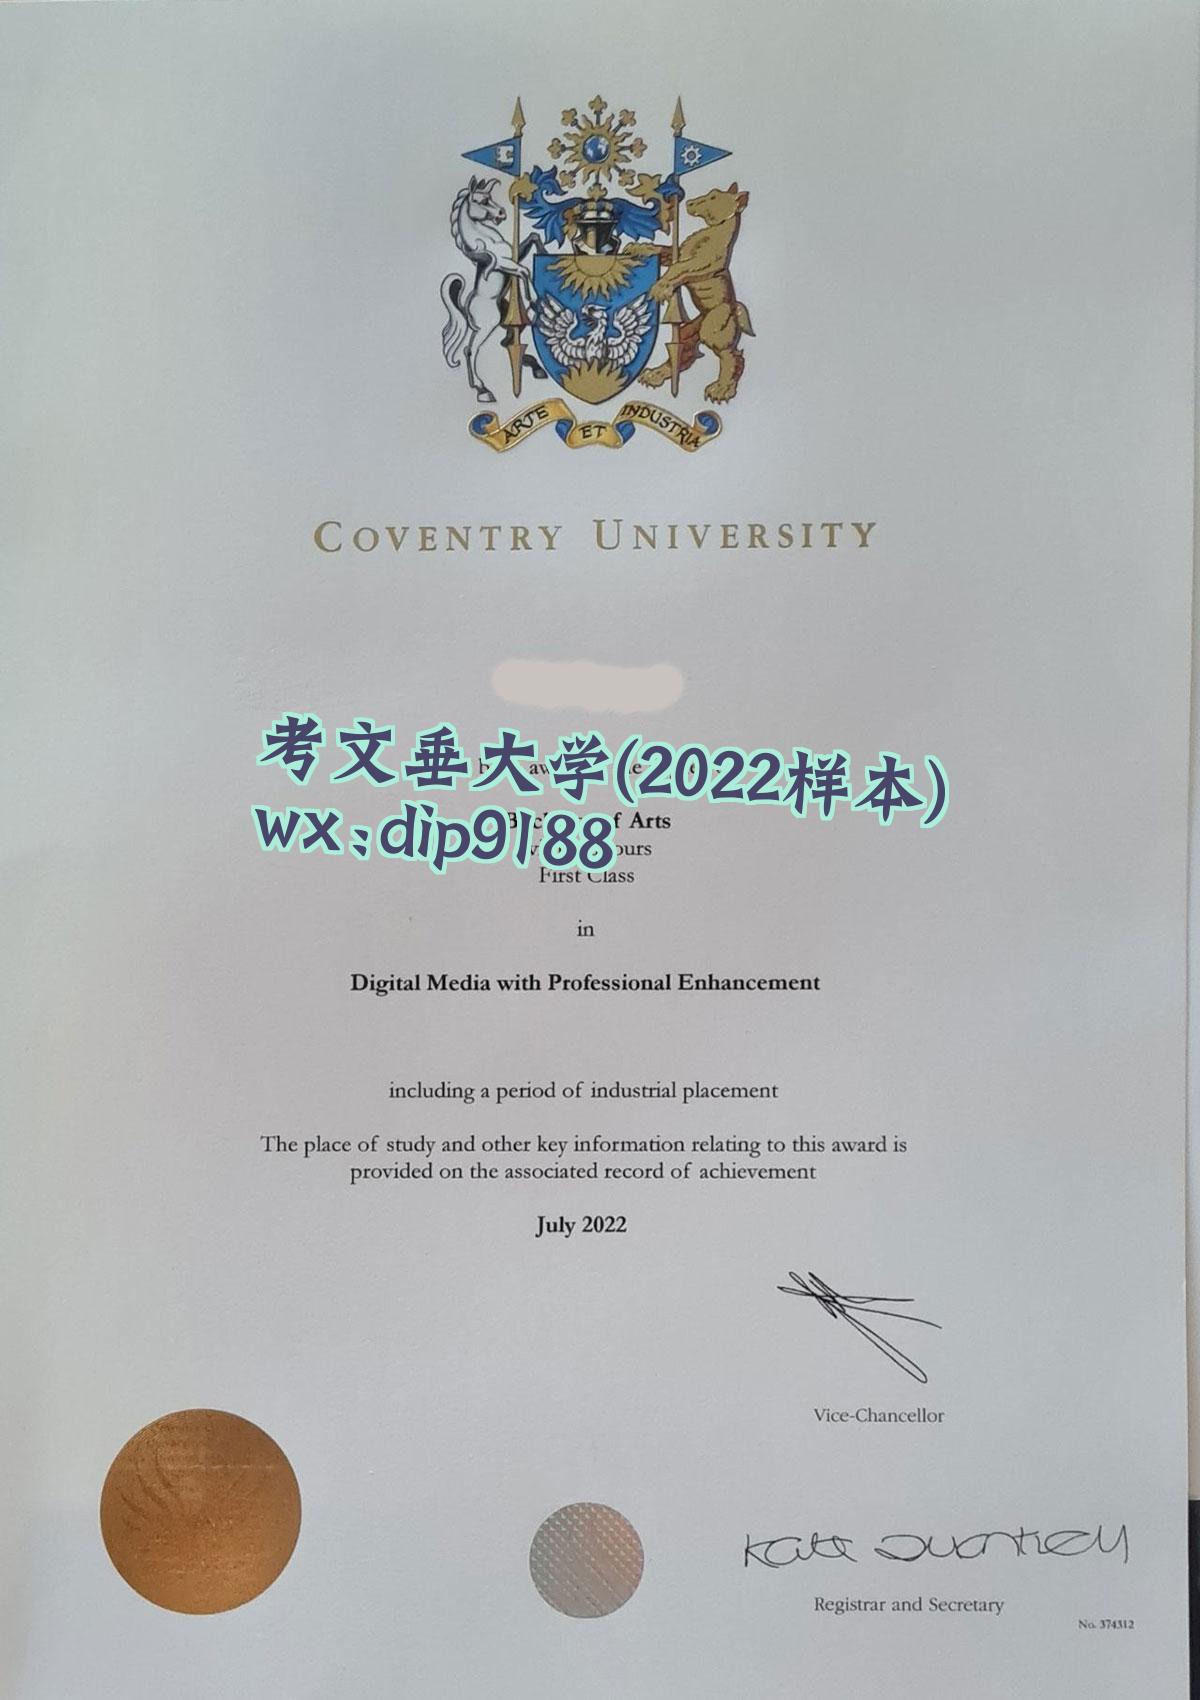 ARTE ET INDUSTRIA
COVENTRY UNIVERSITY
考文垂大学(2022样本)
wx:dip9188
of Arts
First Class
in
Digital Media with Professional Enhancement
including a period of industrial placement
The place of study and other key information relating to this award is
provided on the associated record of achievement
July 2022
Vice-Chancellor
Registrar and Secretary
No. 374312